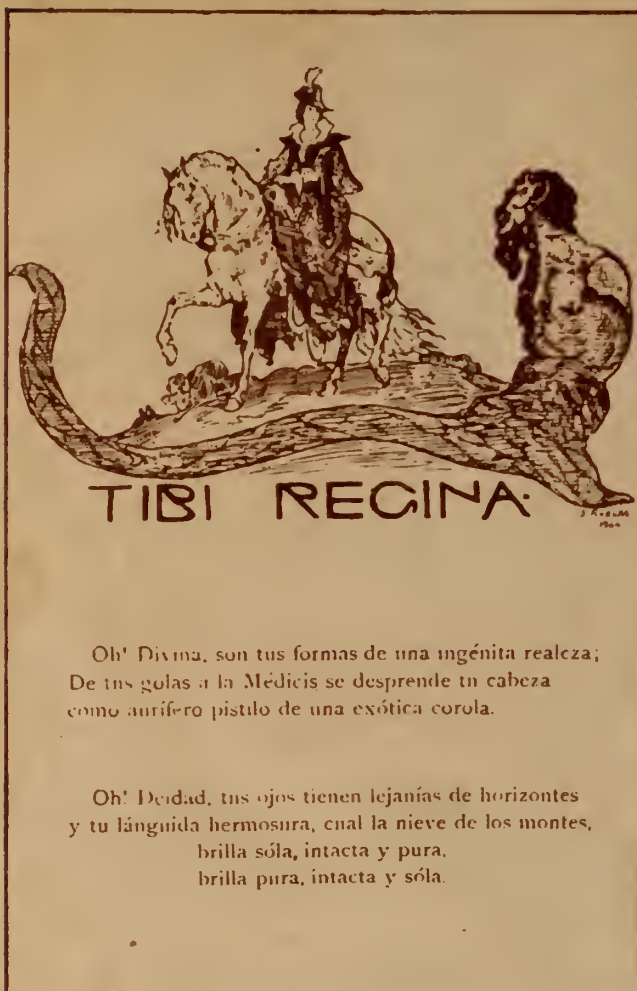 TIBI REGINA.
1904
Oh! Divina, son tus formas de una ingénita realeza;
De tus golas a la Médicis se desprende tu cabeza
como aurífero pistilo de una exótica corola.
Oh! Deidad, tus ojos tienen lejanías de horizontes
y tu lánguida hermosura, cual la nieve de los montes,
brilla sóla, intacta y pura,
brilla pura, intacta y sóla.